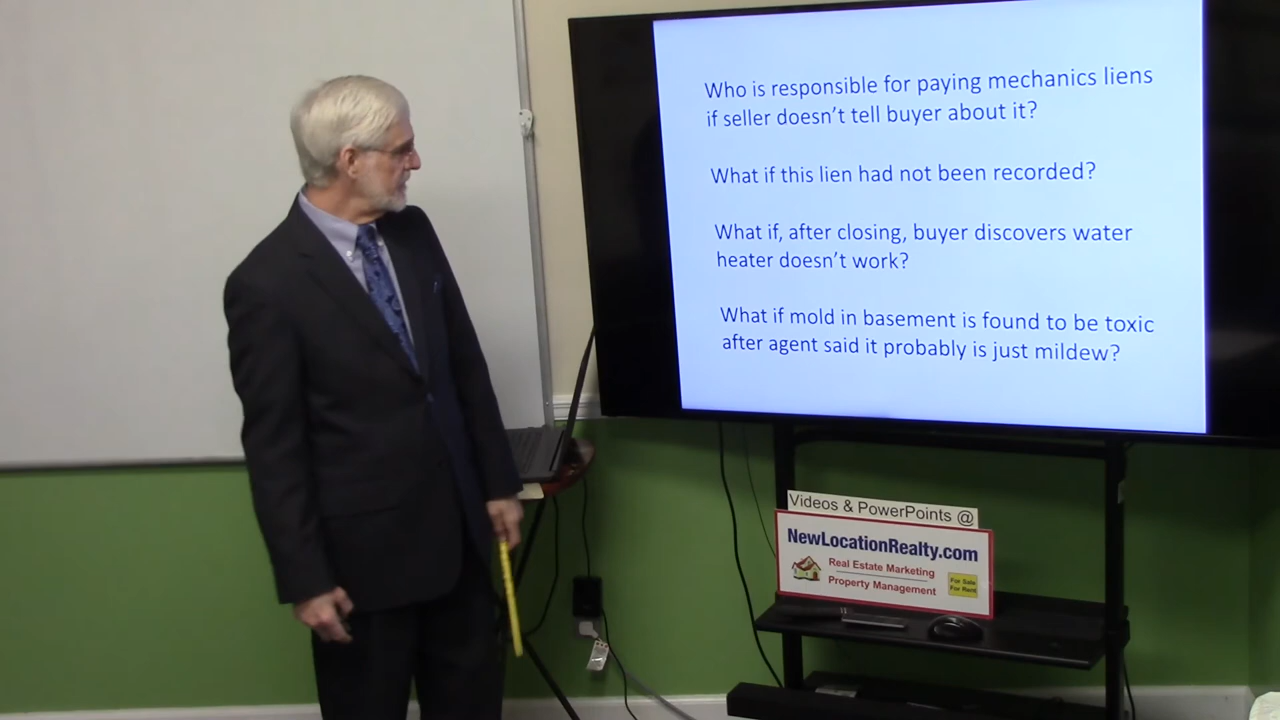 Who is responsible for paying mechanics liens
if seller doesn't tell buyer about it?
What if this lien had not been recorded?
What if, after closing, buyer discovers water
heater doesn't work?
What if mold in basement is found to be toxic
after agent said it probably is just mildew?
Videos & PowerPoints @
NewLocationRealty.com
Real Estate Marketing
Property Management
For Sale
For Rent